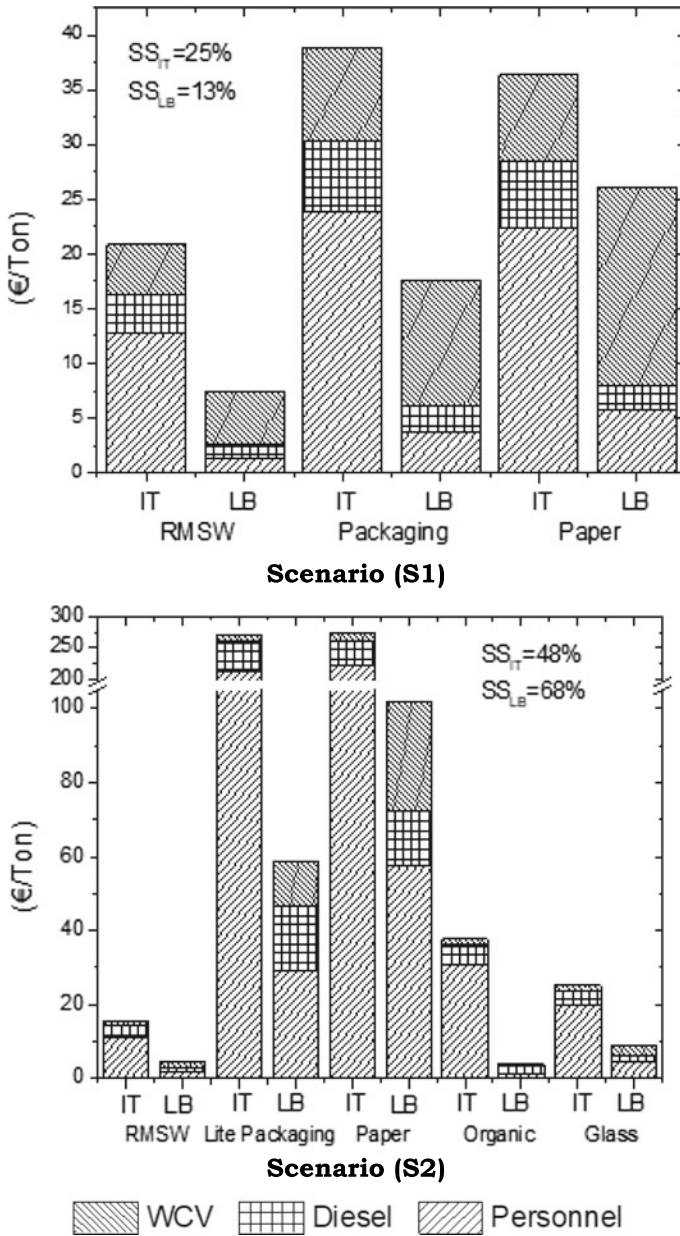 40
35
30
25
20
15
10
5
0
(€/Ton)
SS_IT=25%
SS_LB=13%
IT LB IT LB IT LB
RMSW Packaging Paper
Scenario (S1)
300
250
200
100
80
60
40
20
0
(€/Ton)
SS_IT=48%
SS_LB=68%
IT LB IT LB IT LB IT LB IT LB
RMSW Lite Packaging Paper Organic Glass
Scenario (S2)
WCV Diesel Personnel